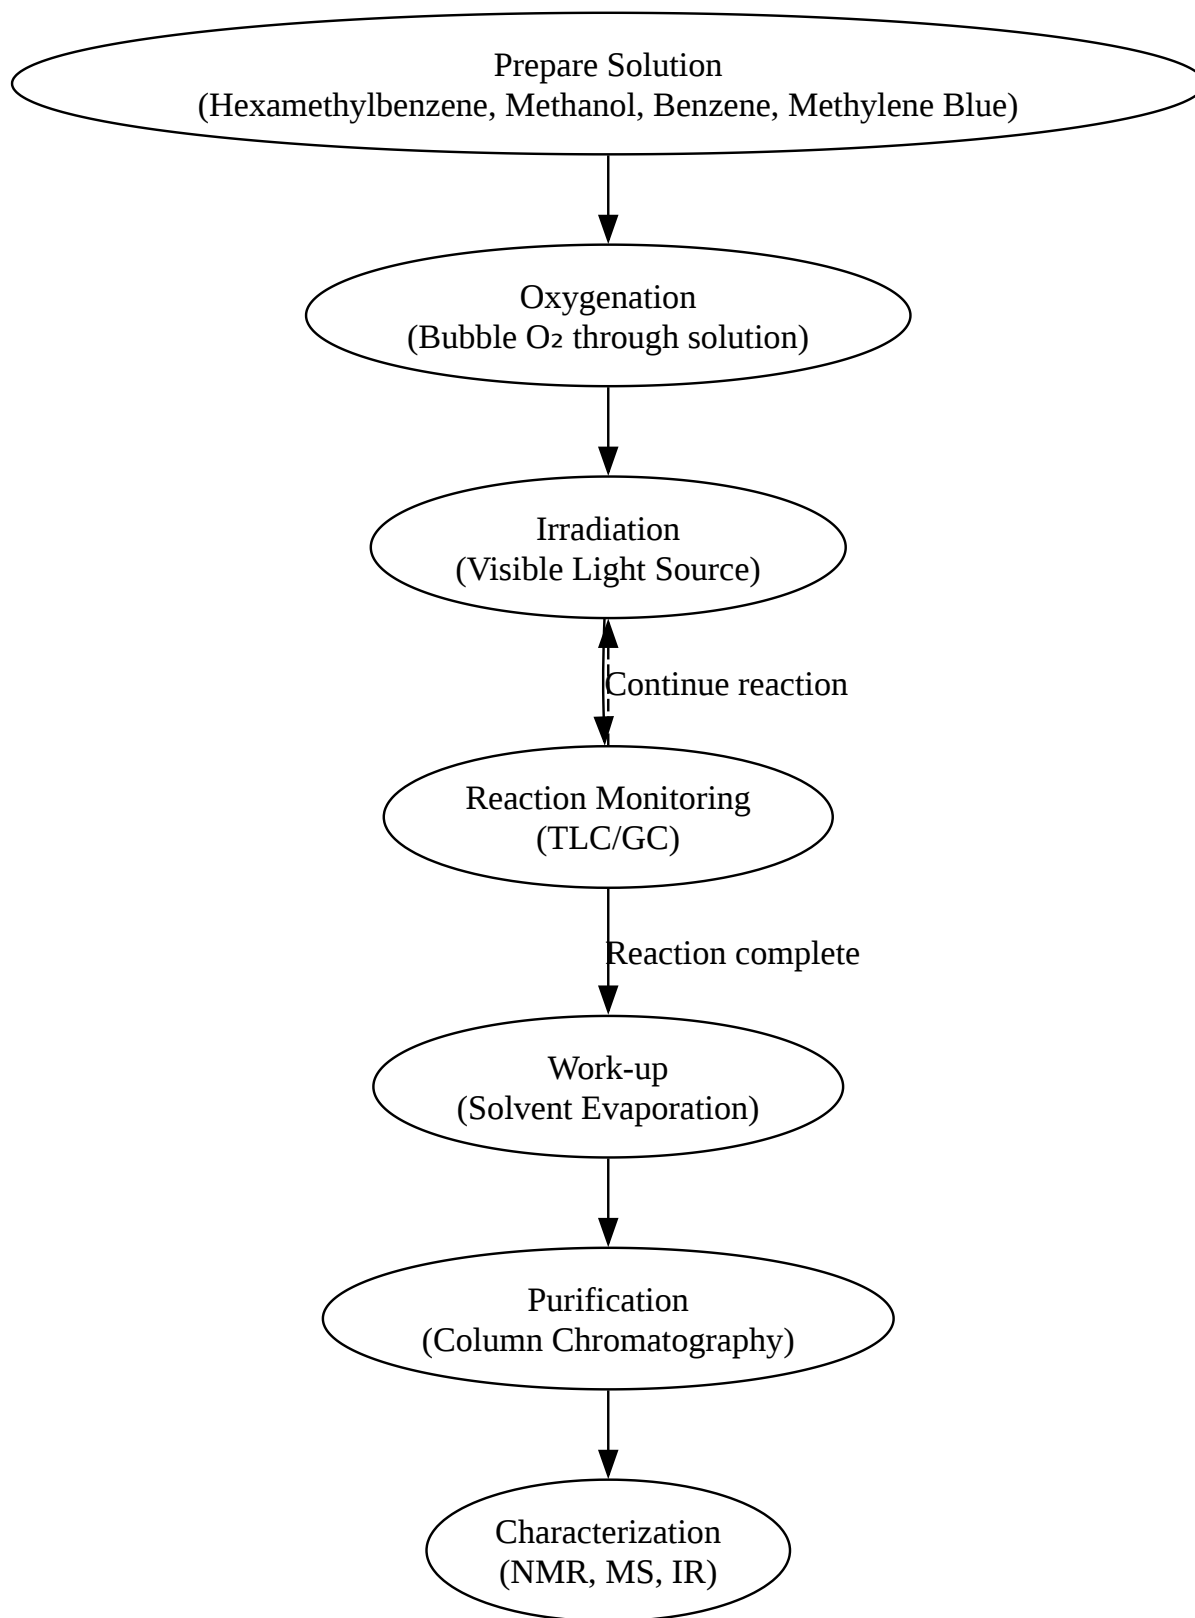 Prepare Solution
(Hexamethylbenzene, Methanol, Benzene, Methylene Blue)
Oxygenation
(Bubble O₂ through solution)
Irradiation
(Visible Light Source)
Continue reaction
Reaction Monitoring
(TLC/GC)
Reaction complete
Work-up
(Solvent Evaporation)
Purification
(Column Chromatography)
Characterization
(NMR, MS, IR)